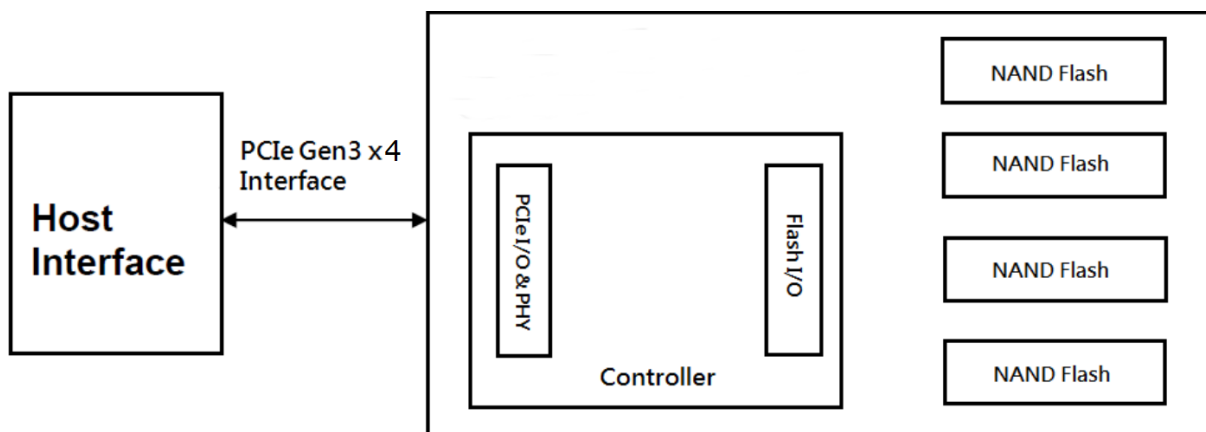 Host
Interface
PCIe Gen3 x4
Interface
PCIe I/O & PHY
Flash I/O
Controller
NAND Flash
NAND Flash
NAND Flash
NAND Flash